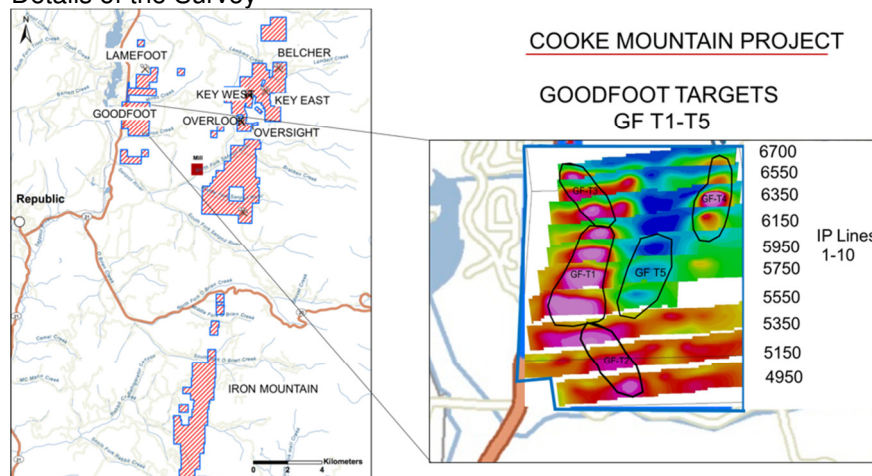 Details of the Survey
N
LAMEFOOT
BELCHER
KEY WEST
KEY EAST
GOODFOOT
OVERLOOK
OVERSIGHT
Mill
Republic
IRON MOUNTAIN
0 2 4 Kilometers
COOKE MOUNTAIN PROJECT
GOODFOOT TARGETS
GF T1-T5
GF-T3
GF-T4
GF-T1
GF T5
GF-T2
6700
6550
6350
6150
5950
5750
5550
5350
5150
4950
IP Lines
1-10